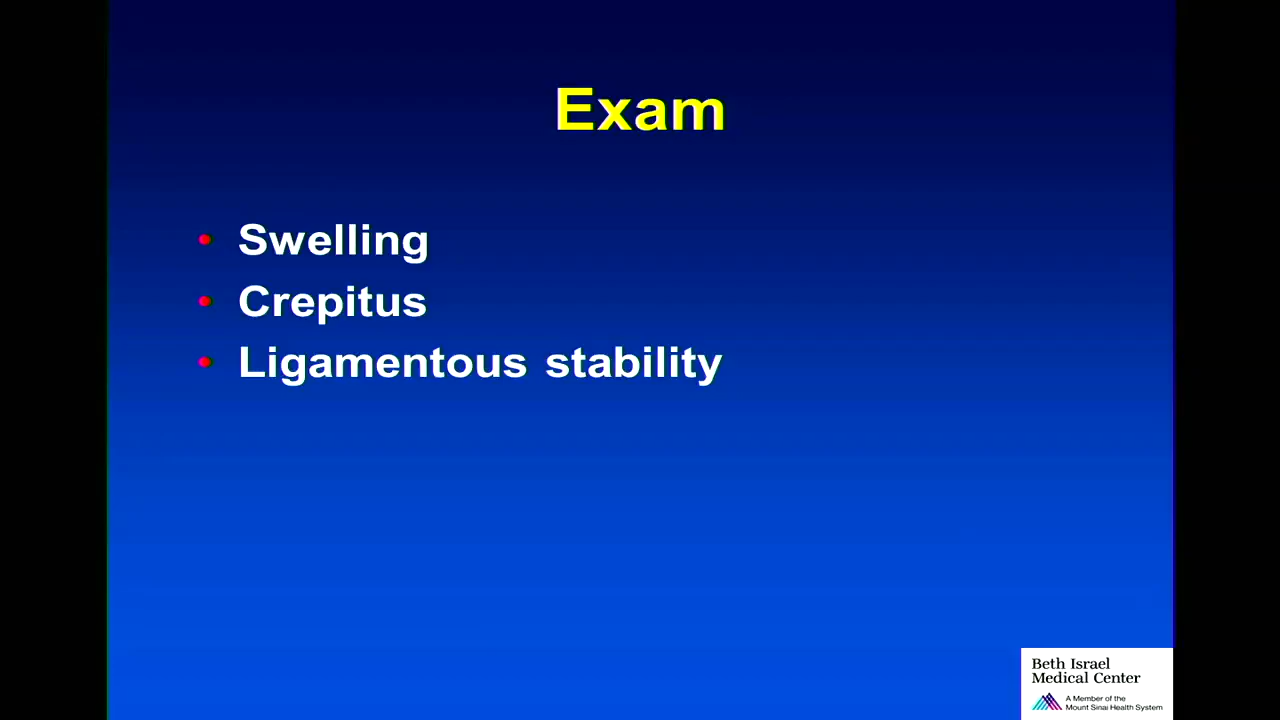 Exam
Swelling
Crepitus
Ligamentous stability
Beth Israel
Medical Center
A Member of the
Mount Sinai Health System